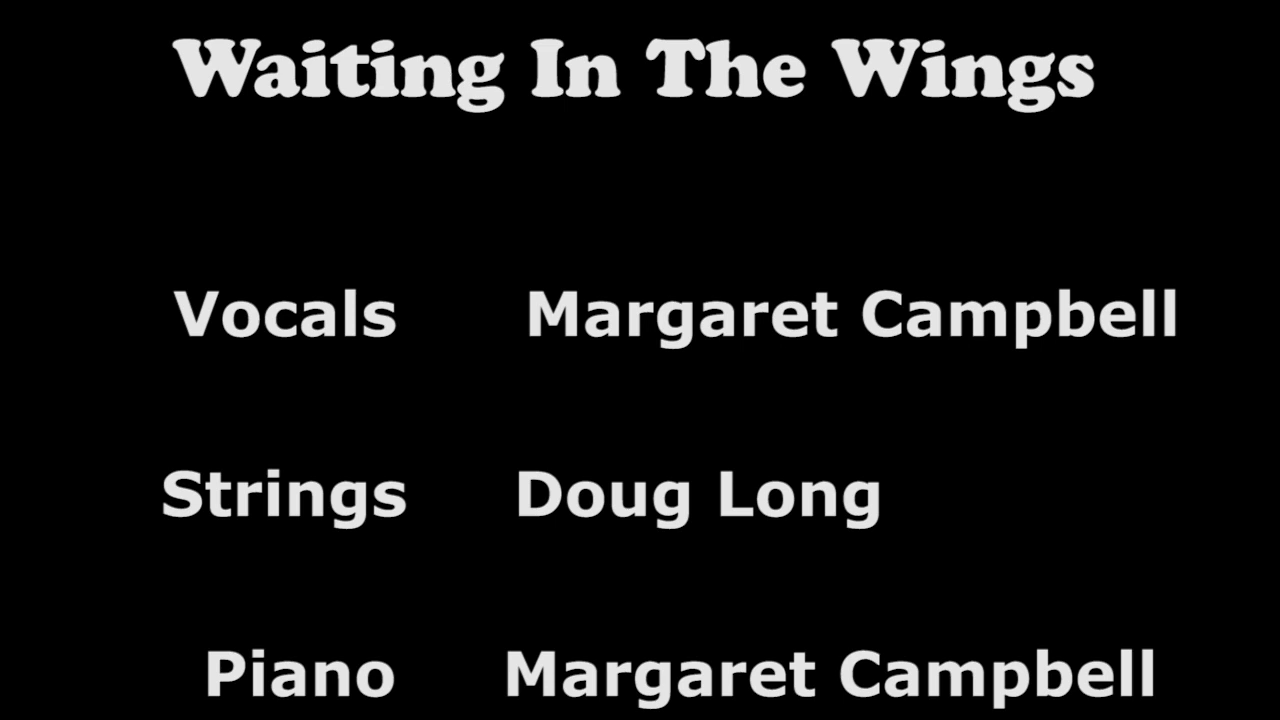 Waiting In The Wings
Vocals Margaret Campbell
Strings Doug Long
Piano Margaret Campbell